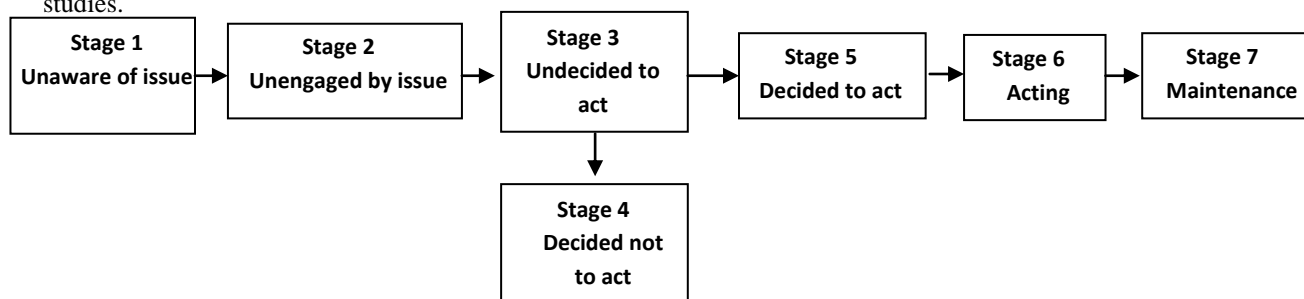 studies.
Stage 1
Unaware of issue
Stage 2
Unengaged by issue
Stage 3
Undecided to
act
Stage 5
Decided to act
Stage 6
Acting
Stage 7
Maintenance
Stage 4
Decided not
to act